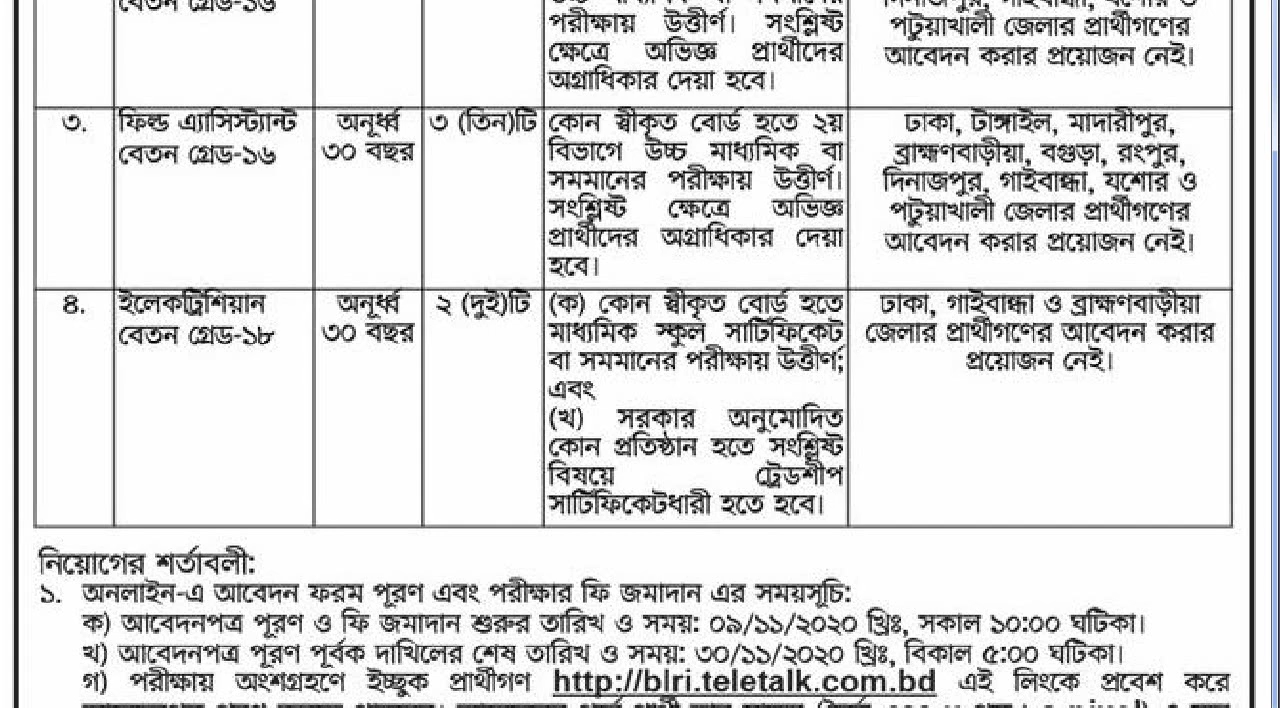 বেতন গ্রেড-১৬
পরীক্ষায় উত্তীর্ণ। সংশ্লিষ্ট
ক্ষেত্রে অভিজ্ঞ প্রার্থীদের
অগ্রাধিকার দেয়া হবে।
দিনাজপুর, গাইবান্ধা, যশোর ও
পটুয়াখালী জেলার প্রার্থীগণের
আবেদন করার প্রয়োজন নেই।
৩.
ফিল্ড এ্যাসিস্ট্যান্ট
বেতন গ্রেড-১৬
অনূর্ধ্ব
৩০ বছর
৩ (তিন)টি
কোন স্বীকৃত বোর্ড হতে ২য়
বিভাগে উচ্চ মাধ্যমিক বা
সমমানের পরীক্ষায় উত্তীর্ণ।
সংশ্লিষ্ট ক্ষেত্রে অভিজ্ঞ
প্রার্থীদের অগ্রাধিকার দেয়া
হবে।
ঢাকা, টাঙ্গাইল, মাদারীপুর,
ব্রাহ্মণবাড়ীয়া, বগুড়া, রংপুর,
দিনাজপুর, গাইবান্ধা, যশোর ও
পটুয়াখালী জেলার প্রার্থীগণের
আবেদন করার প্রয়োজন নেই।
৪.
ইলেকট্রিশিয়ান
বেতন গ্রেড-১৮
অনূর্ধ্ব
৩০ বছর
২ (দুই)টি
(ক) কোন স্বীকৃত বোর্ড হতে
মাধ্যমিক স্কুল সার্টিফিকেট
বা সমমানের পরীক্ষায় উত্তীর্ণ;
এবং
(খ) সরকার অনুমোদিত
কোন প্রতিষ্ঠান হতে সংশ্লিষ্ট
বিষয়ে ট্রেডশীপ
সার্টিফিকেটধারী হতে হবে।
ঢাকা, গাইবান্ধা ও ব্রাহ্মণবাড়ীয়া
জেলার প্রার্থীগণের আবেদন করার
প্রয়োজন নেই।
নিয়োগের শর্তাবলী:
১. অনলাইন-এ আবেদন ফরম পূরণ এবং পরীক্ষার ফি জমাদান এর সময়সূচি:
ক) আবেদনপত্র পূরণ ও ফি জমাদান শুরুর তারিখ ও সময়: ০৯/১১/২০২০ খ্রিঃ, সকাল ১০:০০ ঘটিকা।
খ) আবেদনপত্র পূরণ পূর্বক দাখিলের শেষ তারিখ ও সময়: ৩০/১১/২০২০ খ্রিঃ, বিকাল ৫:০০ ঘটিকা।
গ) পরীক্ষায় অংশগ্রহণে ইচ্ছুক প্রার্থীগণ http://blri.teletalk.com.bd এই লিংকে প্রবেশ করে